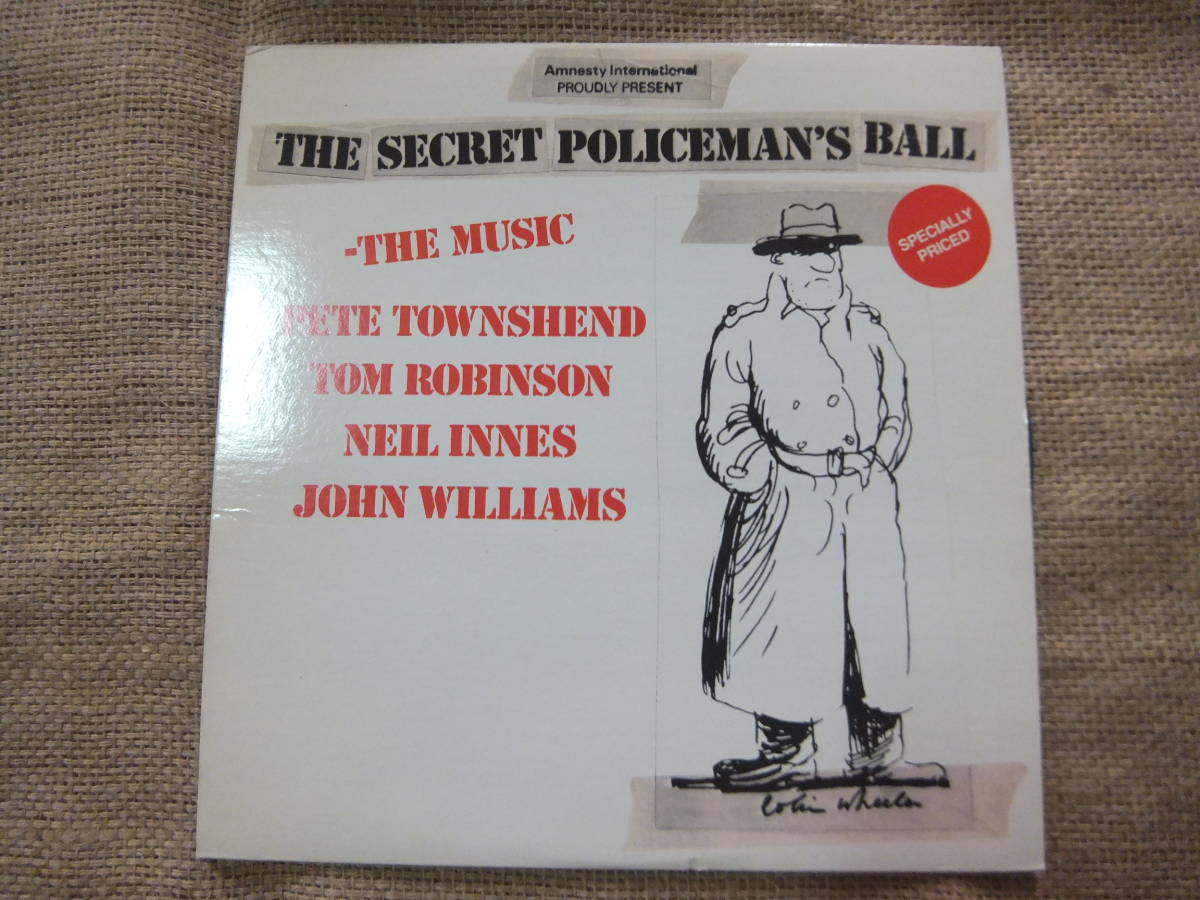 Amnesty International
PROUDLY PRESENT
THE SECRET POLICEMAN'S BALL
SPECIALLY
PRICED
-THE MUSIC
PETE TOWNSHEND
TOM ROBINSON
NEIL INNES
JOHN WILLIAMS
Colin Wheeler